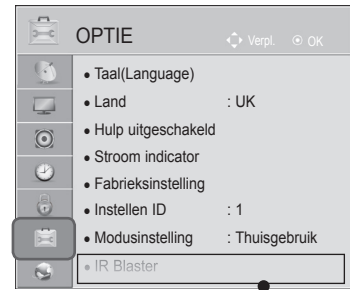 OPTIE Verpl. OK
• Taal(Language)
• Land : UK
• Hulp uitgeschakeld
• Stroom indicator
• Fabrieksinstelling
• Instellen ID : 1
• Modusinstelling : Thuisgebruik
• IR Blaster